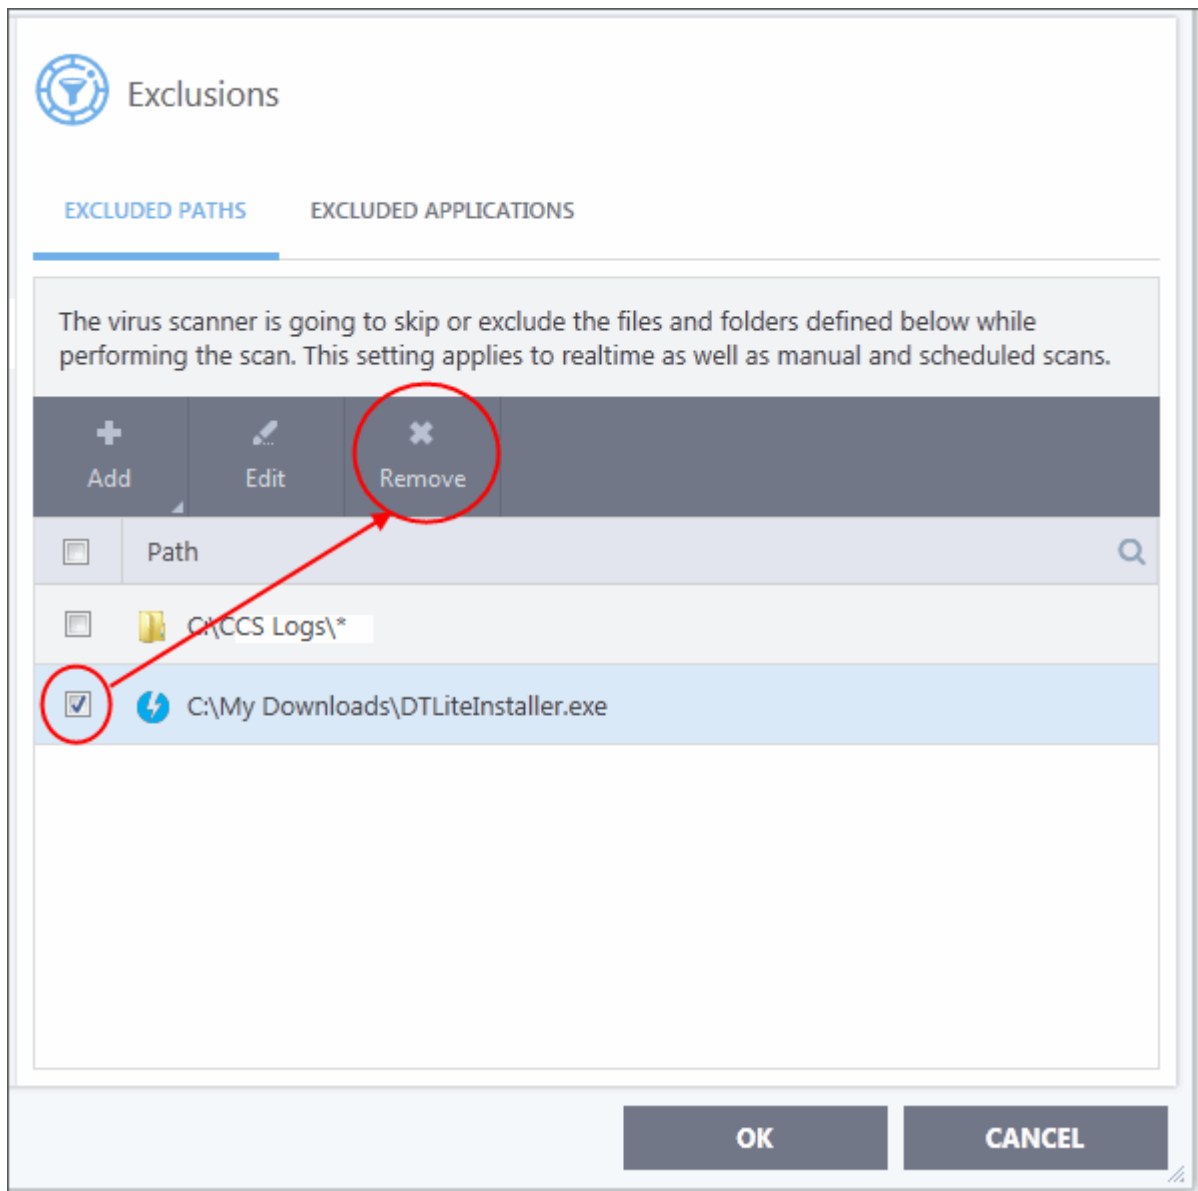 Exclusions
EXCLUDED PATHS EXCLUDED APPLICATIONS
The virus scanner is going to skip or exclude the files and folders defined below while
performing the scan. This setting applies to realtime as well as manual and scheduled scans.
Add Edit Remove
Path
C:\CCS Logs\*
C:\My Downloads\DTLiteInstaller.exe
OK CANCEL